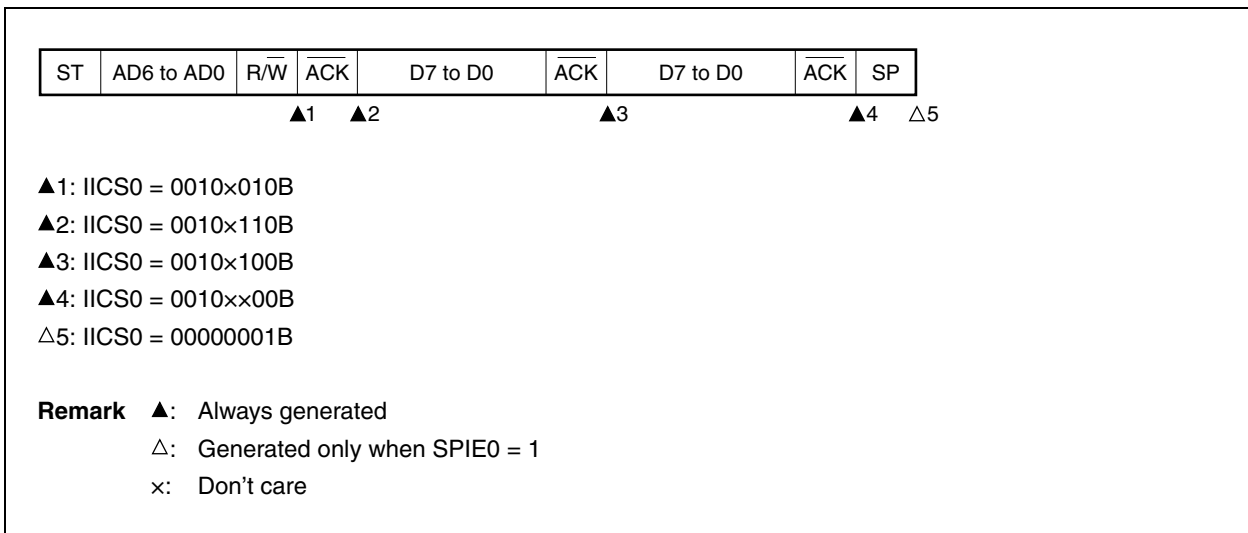 ST AD6 to AD0 R/W ACK D7 to D0 ACK D7 to D0 ACK SP
▲1 ▲2 ▲3 ▲4 △5
▲1: IICS0 = 0010×010B
▲2: IICS0 = 0010×110B
▲3: IICS0 = 0010×100B
▲4: IICS0 = 0010××00B
△5: IICS0 = 00000001B
Remark ▲: Always generated
△: Generated only when SPIE0 = 1
×: Don't care